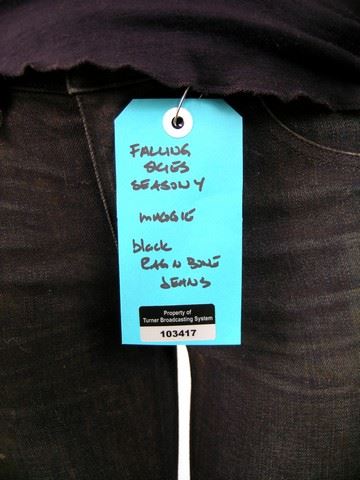 FALLING
SKIES
SEASON 4
MAGGIE
black
RAG N BONE
JEANS
Property of
Turner Broadcasting System
103417